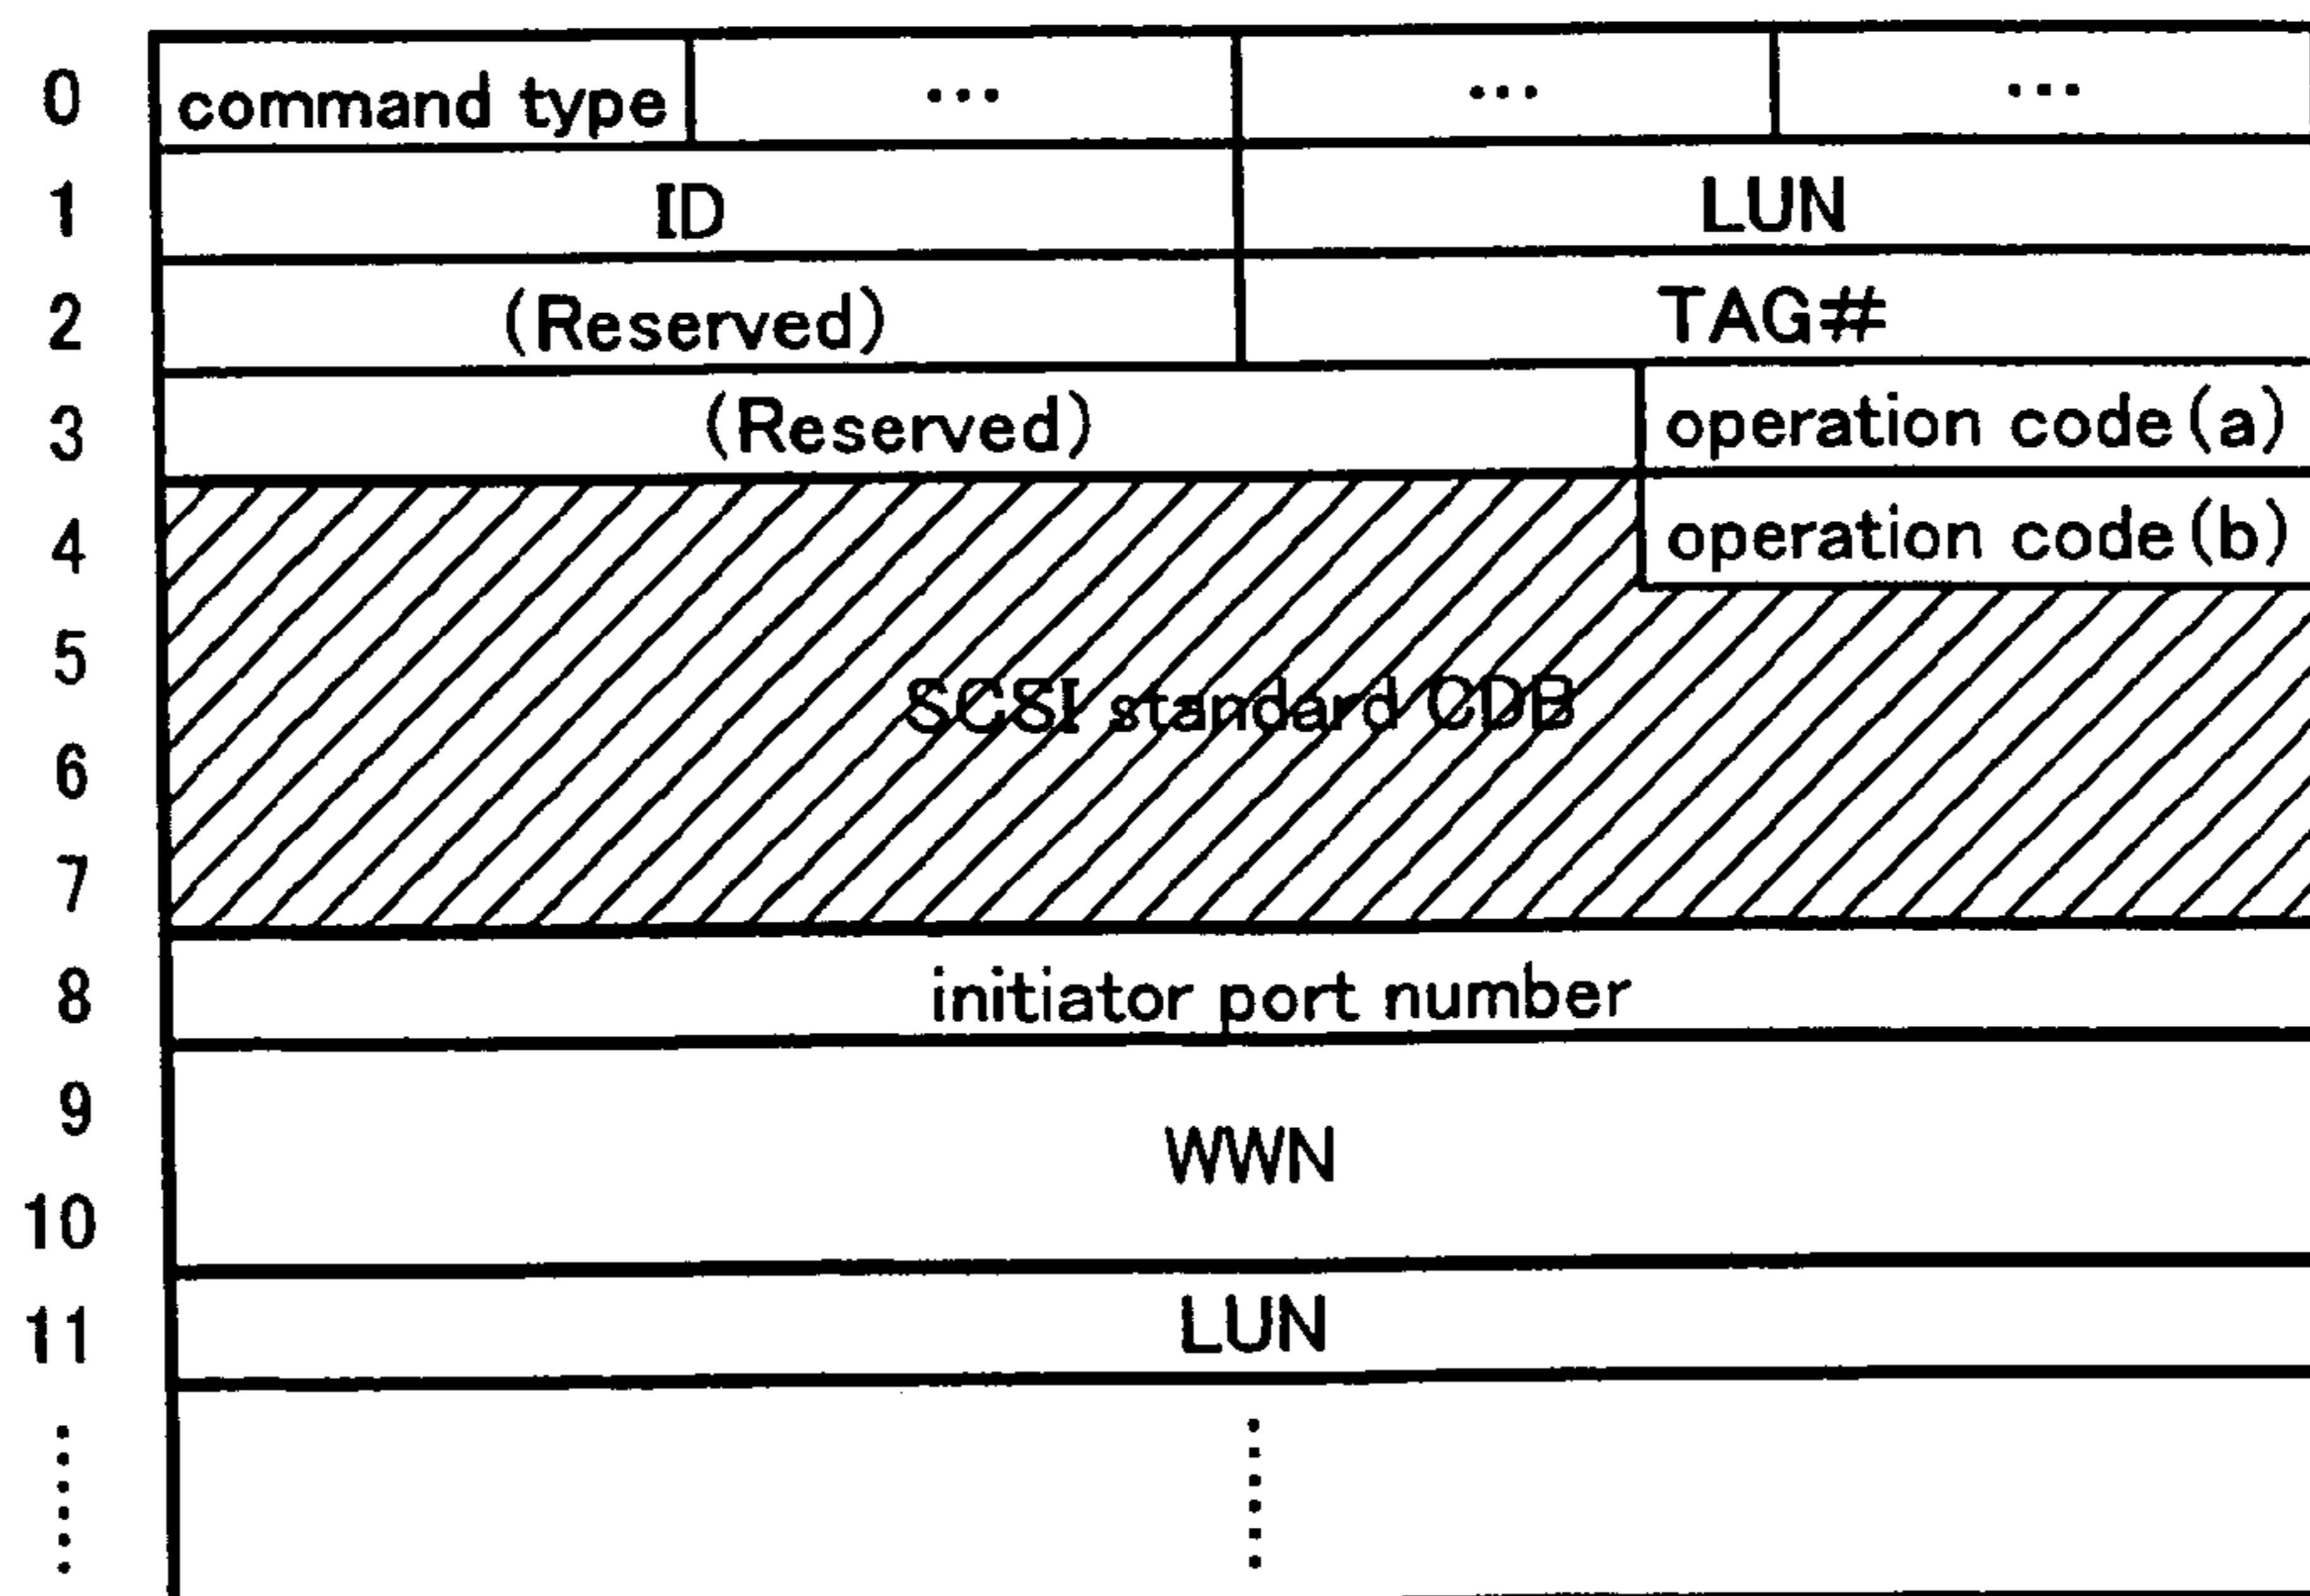 0 command type ... ... ...
1 ID LUN
2 (Reserved) TAG#
3 (Reserved) operation code (a)
4 operation code (b)
5
SCSI standard CDB
6
7
8 initiator port number
9
WWN
10
11 LUN